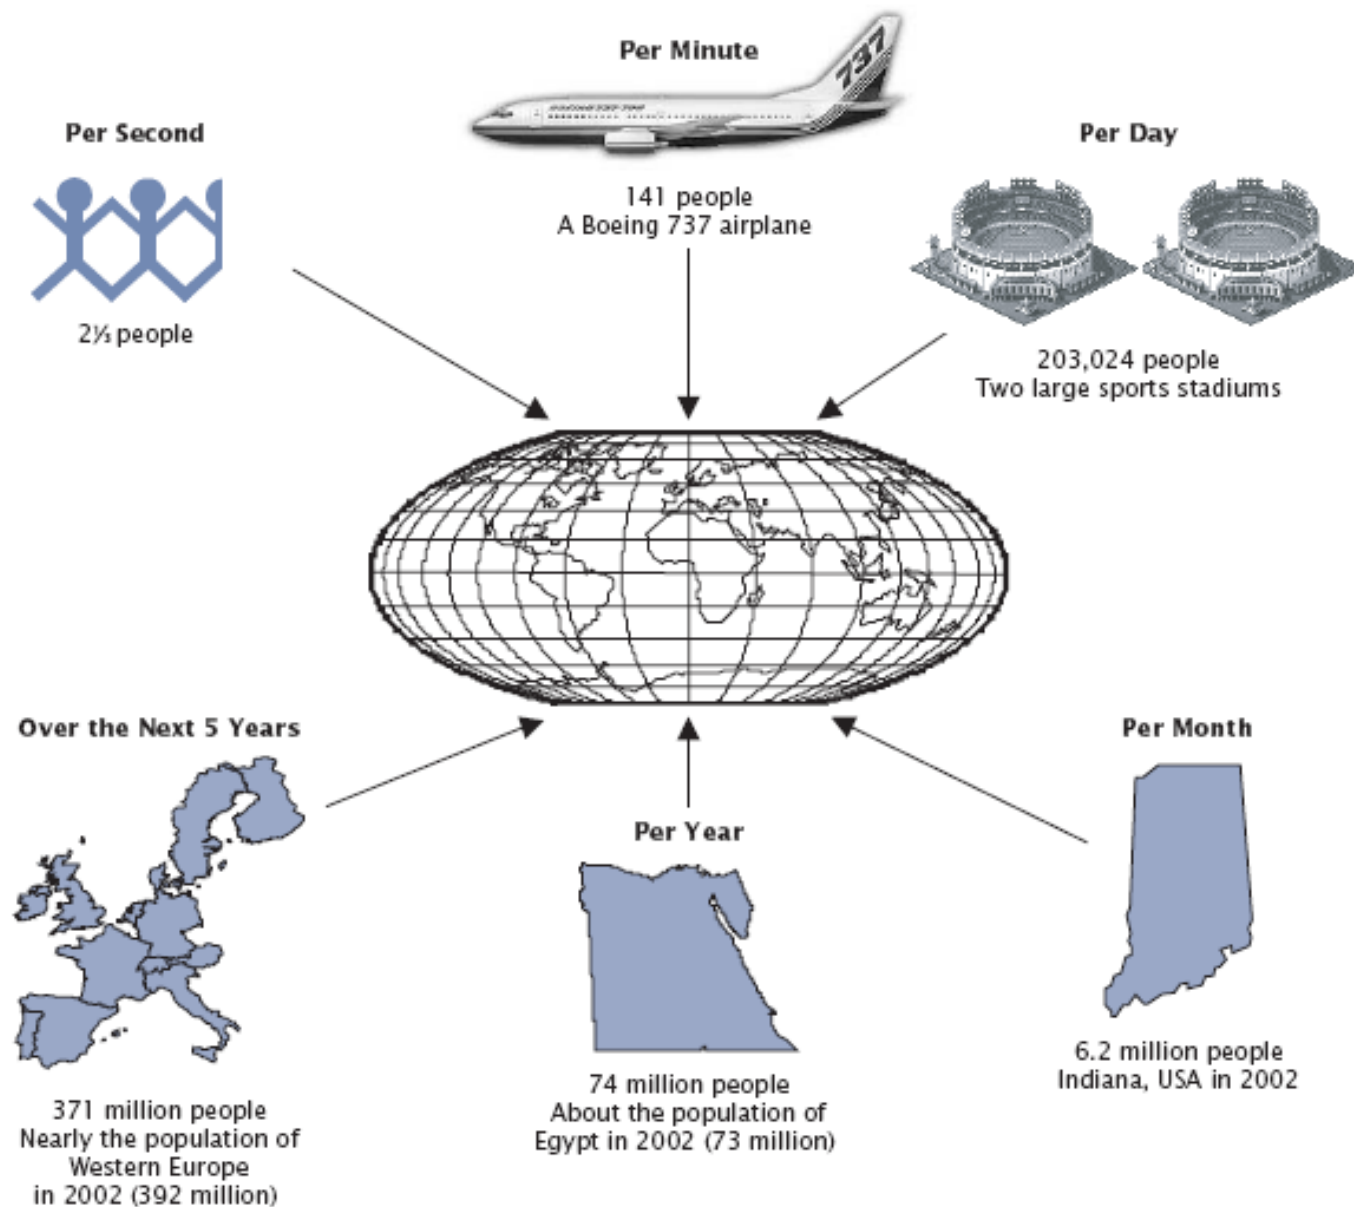 Per Minute
737
141 people
A Boeing 737 airplane
Per Second
2⅓ people
Per Day
203,024 people
Two large sports stadiums
Over the Next 5 Years
371 million people
Nearly the population of
Western Europe
in 2002 (392 million)
Per Year
74 million people
About the population of
Egypt in 2002 (73 million)
Per Month
6.2 million people
Indiana, USA in 2002